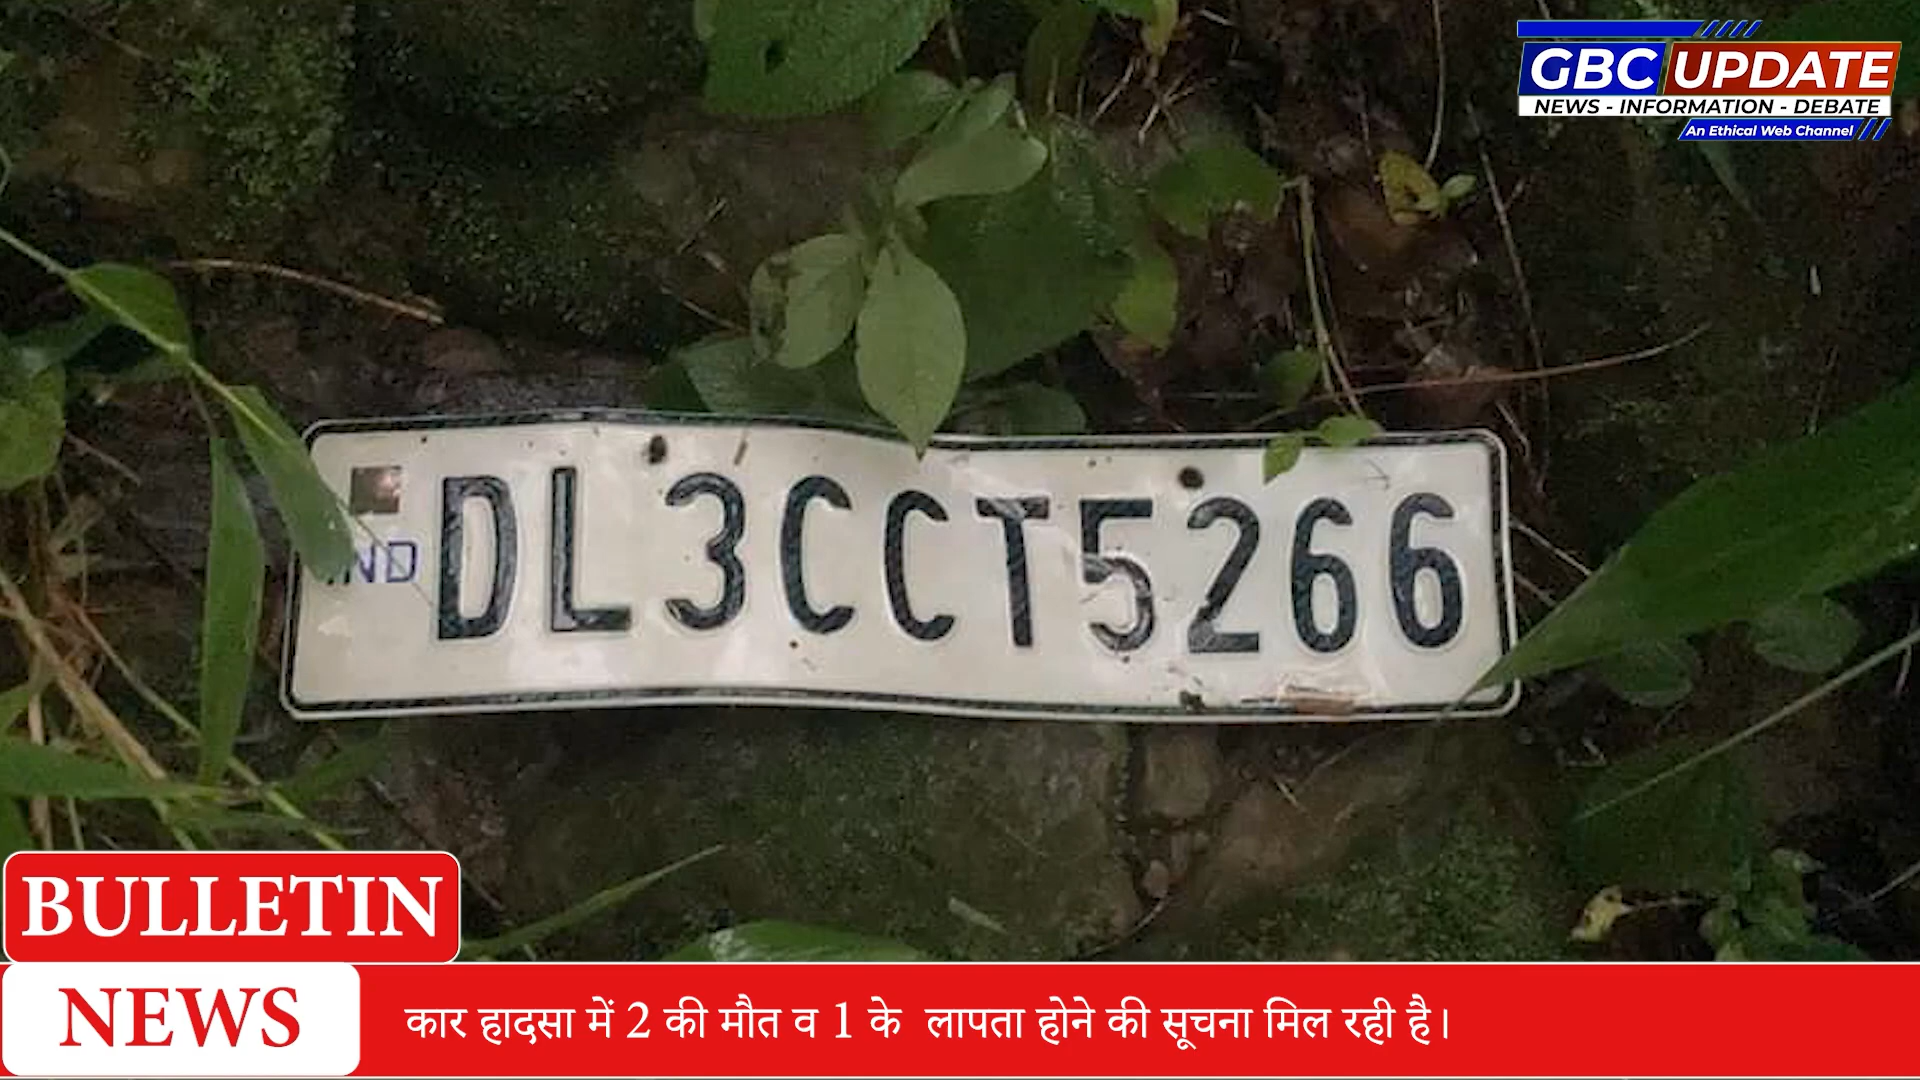 GBC UPDATE
NEWS - INFORMATION - DEBATE
An Ethical Web Channel
IND
DL3CCT5266
BULLETIN
NEWS
कार हादसा में 2 की मौत व 1 के लापता होने की सूचना मिल रही है।